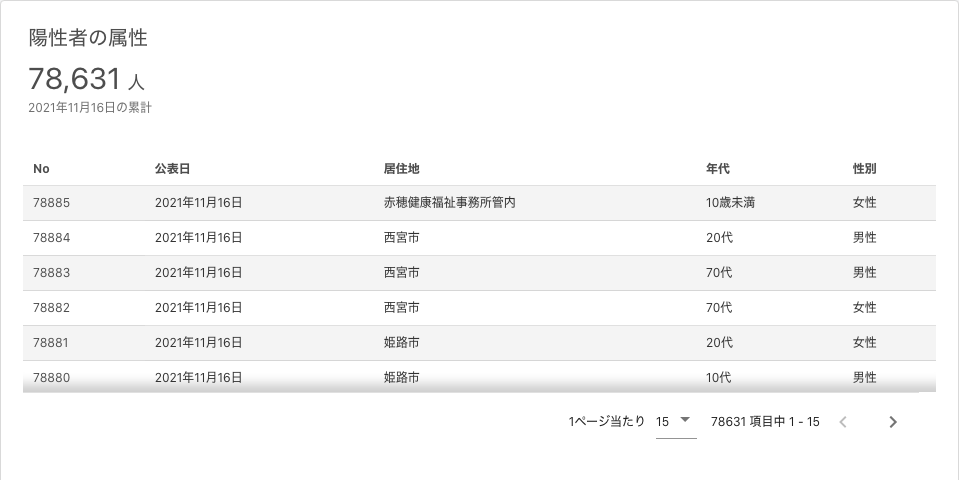 陽性者の属性
78,631 人
2021年11月16日の累計
No 公表日 居住地 年代 性別
78885 2021年11月16日 赤穂健康福祉事務所管内 10歳未満 女性
78884 2021年11月16日 西宮市 20代 男性
78883 2021年11月16日 西宮市 70代 男性
78882 2021年11月16日 西宮市 70代 女性
78881 2021年11月16日 姫路市 20代 女性
78880 2021年11月16日 姫路市 10代 男性
1ページ当たり 15 78631 項目中 1 - 15